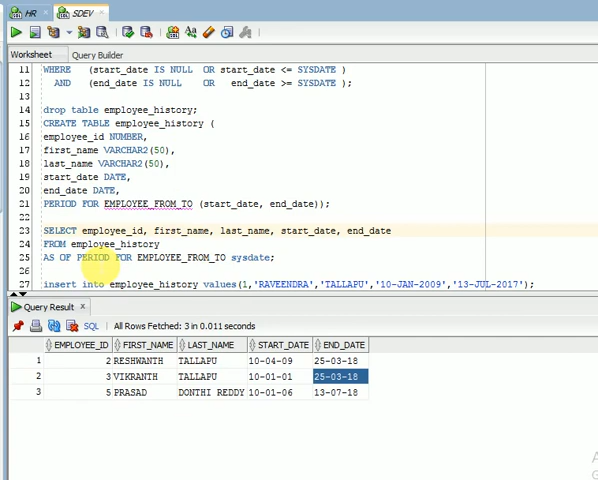 HR SDEV
Worksheet Query Builder
11 WHERE (start_date IS NULL OR start_date <= SYSDATE )
12 AND (end_date IS NULL OR end_date >= SYSDATE );
13
14 drop table employee_history;
15 CREATE TABLE employee_history (
16 employee_id NUMBER,
17 first_name VARCHAR2(50),
18 last_name VARCHAR2(50),
19 start_date DATE,
20 end_date DATE,
21 PERIOD FOR EMPLOYEE_FROM_TO (start_date, end_date));
22
23 SELECT employee_id, first_name, last_name, start_date, end_date
24 FROM employee_history
25 AS OF PERIOD FOR EMPLOYEE_FROM_TO sysdate;
26
27 insert into employee_history values(1,'RAVEENDRA','TALLAPU','10-JAN-2009','13-JUL-2017');
Query Result x
SQL | All Rows Fetched: 3 in 0.011 seconds
EMPLOYEE_ID FIRST_NAME LAST_NAME START_DATE END_DATE
1 2 RESHWANTH TALLAPU 10-04-09 25-03-18
2 3 VIKRANTH TALLAPU 10-01-01 25-03-18
3 5 PRASAD DONTHI REDDY 10-01-06 13-07-18